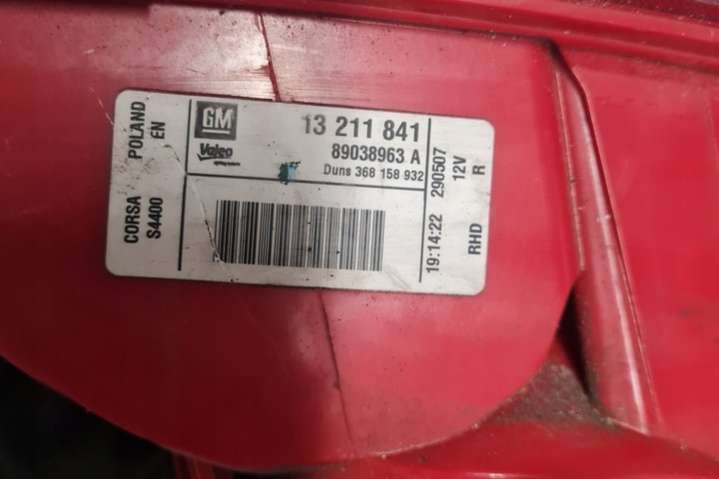 GM
13 211 841
Valeo
89038963 A
Duns 368 158 932
POLAND
EN
CORSA
S4400
290507
12V
R
19:14:22
RHD